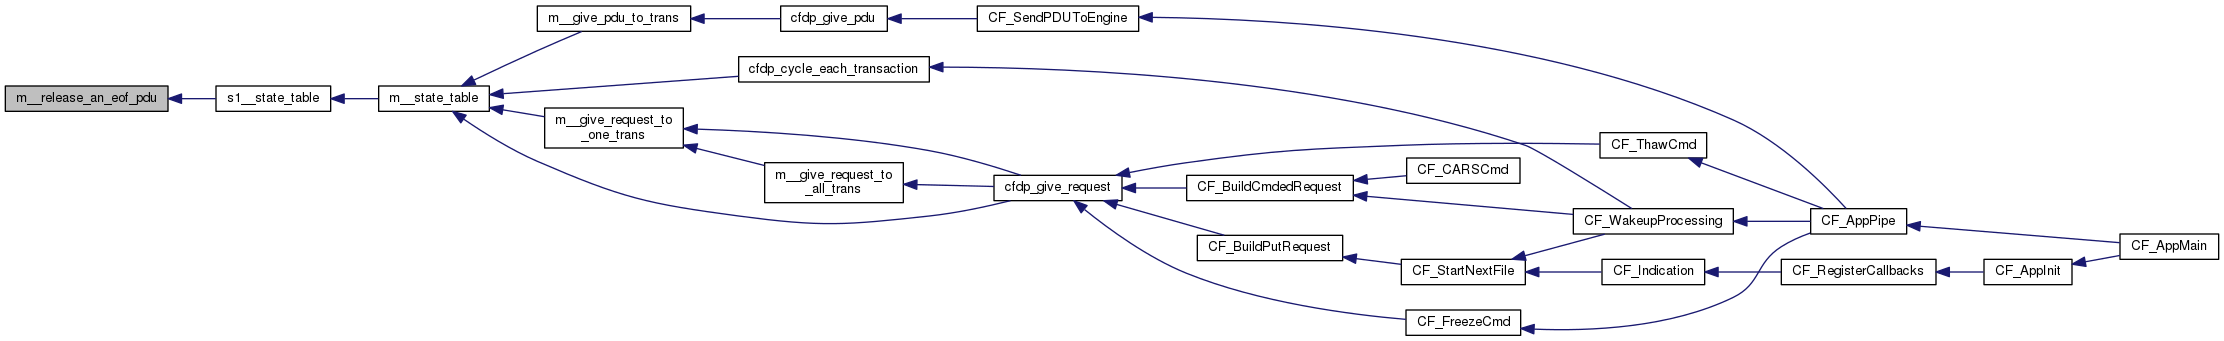 m__give_pdu_to_trans
cfdp_give_pdu
CF_SendPDUToEngine
cfdp_cycle_each_transaction
m__release_an_eof_pdu
s1__state_table
m__state_table
m__give_request_to
_one_trans
CF_ThawCmd
CF_CARSCmd
m__give_request_to
_all_trans
cfdp_give_request
CF_BuildCmdedRequest
CF_WakeupProcessing
CF_AppPipe
CF_BuildPutRequest
CF_AppMain
CF_StartNextFile
CF_Indication
CF_RegisterCallbacks
CF_AppInit
CF_FreezeCmd